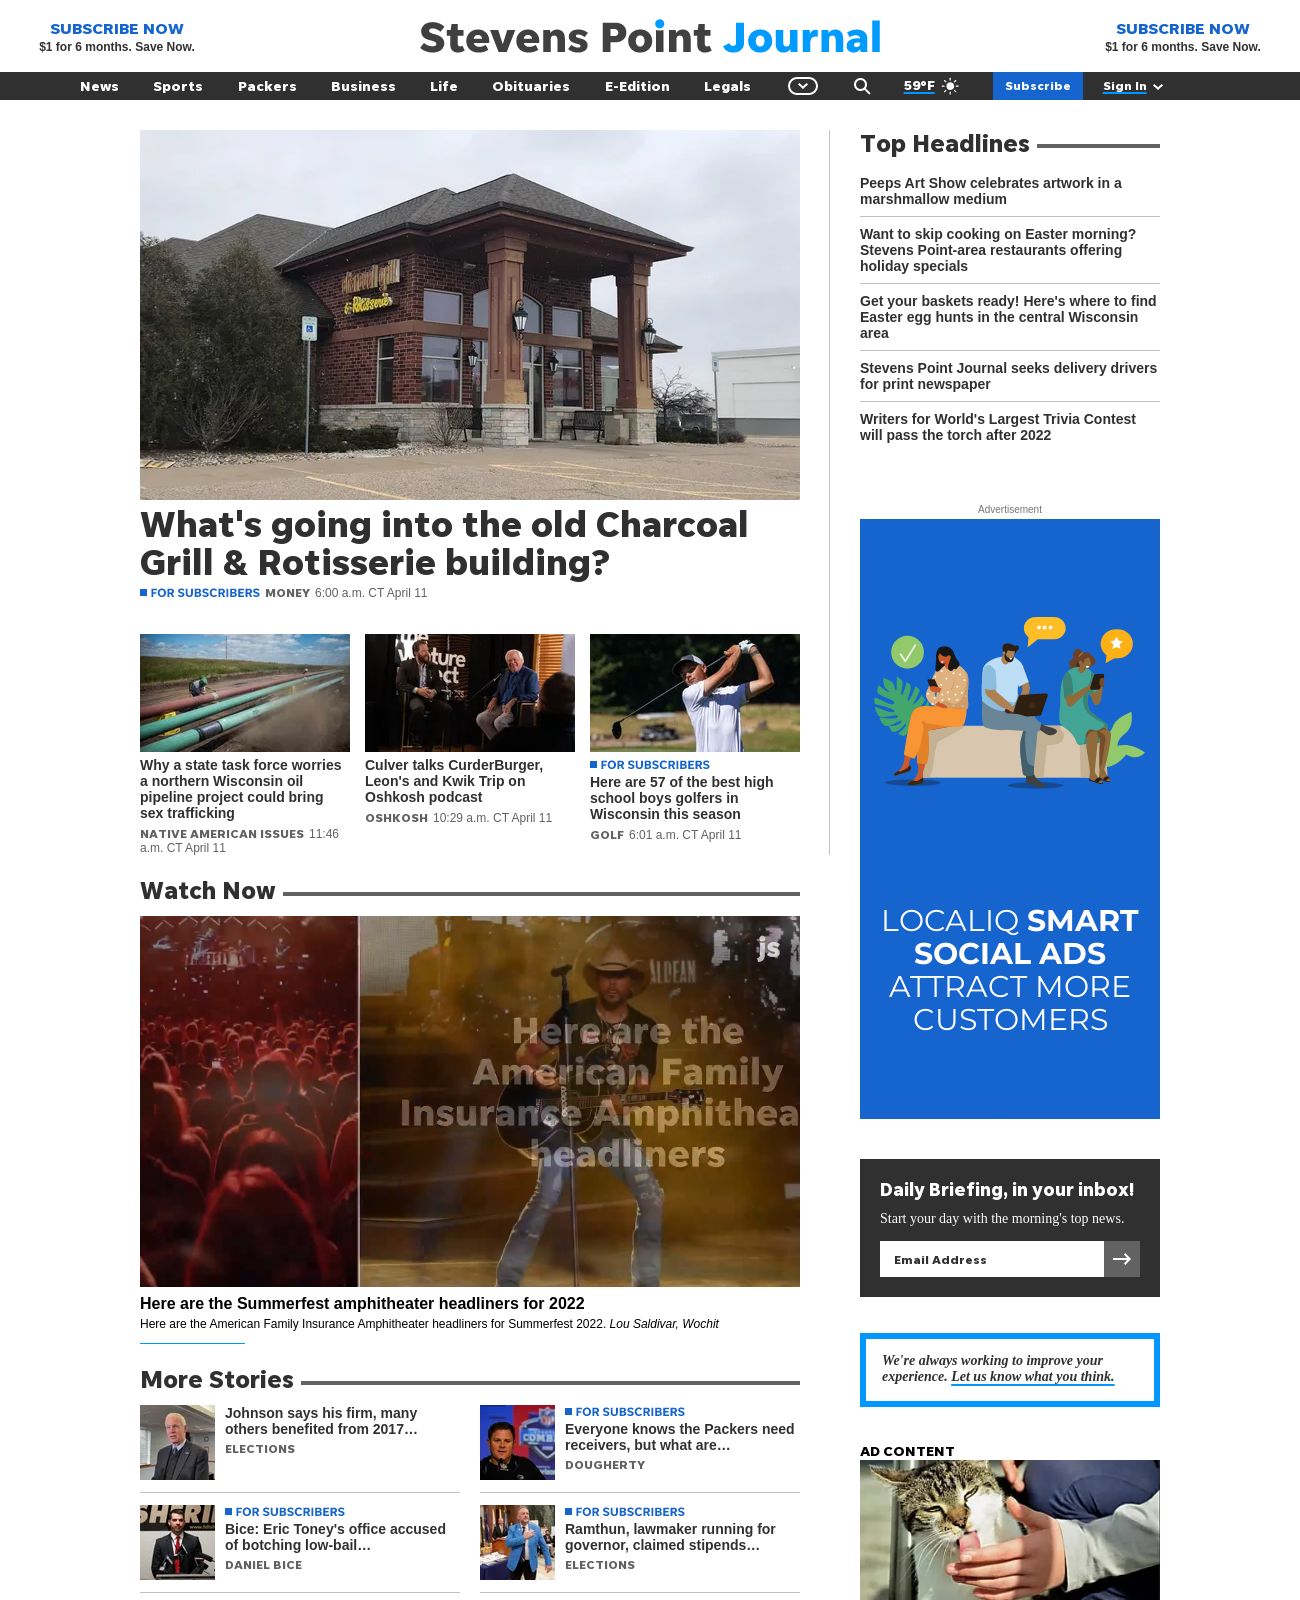 SUBSCRIBE NOW
$1 for 6 months. Save Now.
Stevens Point Journal
SUBSCRIBE NOW
$1 for 6 months. Save Now.
News Sports Packers Business Life Obituaries E-Edition Legals 59°F Subscribe Sign In
charcoal grill
& Rotisserie
What's going into the old Charcoal
Grill & Rotisserie building?
FOR SUBSCRIBERS MONEY 6:00 a.m. CT April 11
Why a state task force worries
a northern Wisconsin oil
pipeline project could bring
sex trafficking
NATIVE AMERICAN ISSUES 11:46
a.m. CT April 11
Culver talks CurderBurger,
Leon's and Kwik Trip on
Oshkosh podcast
OSHKOSH 10:29 a.m. CT April 11
FOR SUBSCRIBERS
Here are 57 of the best high
school boys golfers in
Wisconsin this season
GOLF 6:01 a.m. CT April 11
Watch Now
js
ALDEAN
Here are the
American Family
Insurance Amphithea
headliners
Here are the Summerfest amphitheater headliners for 2022
Here are the American Family Insurance Amphitheater headliners for Summerfest 2022. Lou Saldivar, Wochit
More Stories
Johnson says his firm, many
others benefited from 2017…
ELECTIONS
FOR SUBSCRIBERS
Everyone knows the Packers need
receivers, but what are…
DOUGHERTY
SHERI
FOR SUBSCRIBERS
Bice: Eric Toney's office accused
of botching low-bail…
DANIEL BICE
FOR SUBSCRIBERS
Ramthun, lawmaker running for
governor, claimed stipends…
ELECTIONS
Top Headlines
Peeps Art Show celebrates artwork in a
marshmallow medium
Want to skip cooking on Easter morning?
Stevens Point-area restaurants offering
holiday specials
Get your baskets ready! Here's where to find
Easter egg hunts in the central Wisconsin
area
Stevens Point Journal seeks delivery drivers
for print newspaper
Writers for World's Largest Trivia Contest
will pass the torch after 2022
Advertisement
LOCALIQ SMART
SOCIAL ADS
ATTRACT MORE
CUSTOMERS
Daily Briefing, in your inbox!
Start your day with the morning's top news.
Email Address
We're always working to improve your
experience. Let us know what you think.
AD CONTENT